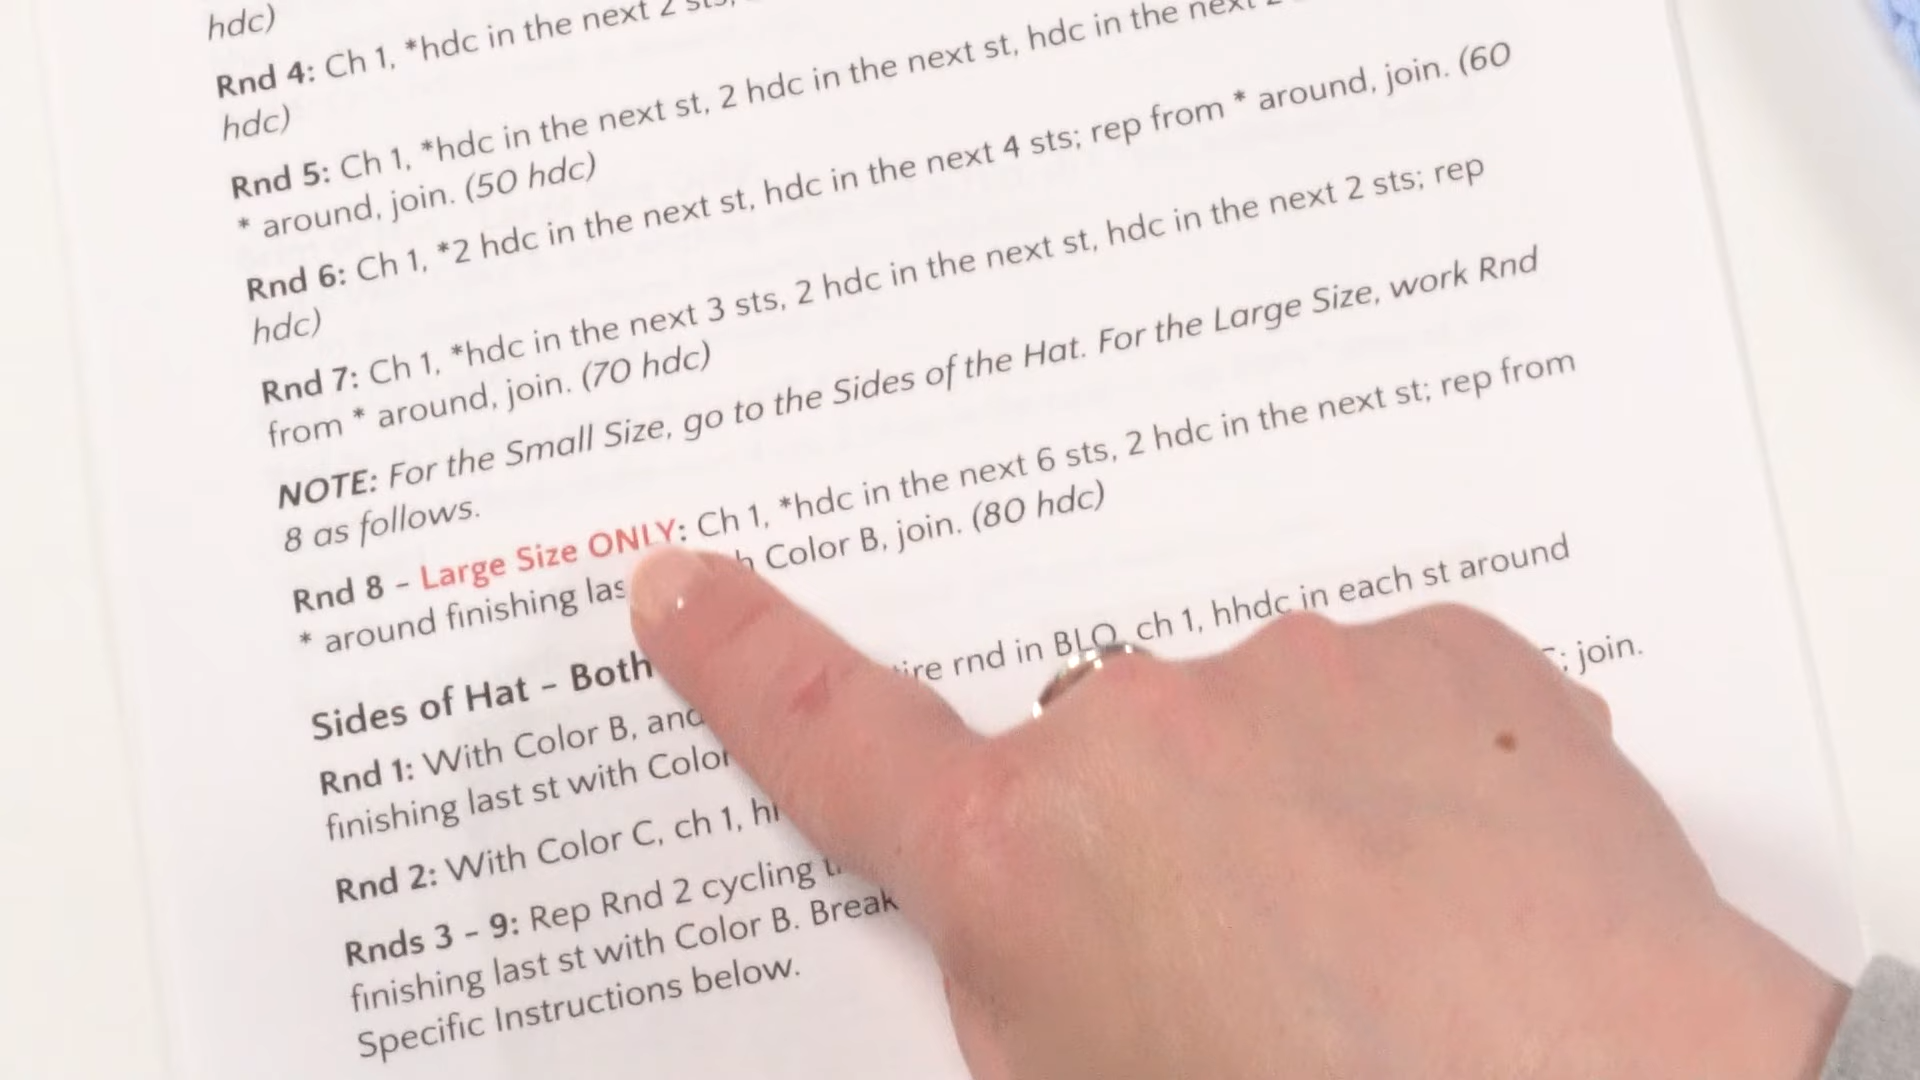 hdc)
Rnd 4: Ch 1, *hdc in the next 2 sts,
hdc)
Rnd 5: Ch 1, *hdc in the next st, 2 hdc in the next st, hdc in the next 2
* around, join. (50 hdc)
Rnd 6: Ch 1, *2 hdc in the next st, hdc in the next 4 sts; rep from * around, join. (60
hdc)
Rnd 7: Ch 1, *hdc in the next 3 sts, 2 hdc in the next st, hdc in the next 2 sts; rep
from * around, join. (70 hdc)
NOTE: For the Small Size, go to the Sides of the Hat. For the Large Size, work Rnd
8 as follows.
Rnd 8 – Large Size ONLY: Ch 1, *hdc in the next 6 sts, 2 hdc in the next st; rep from
* around finishing Color B, join. (80 hdc)
Sides of Hat – Both
Rnd 1: With Color B, and rnd in BLO, ch 1, hhdc in each st around
finishing last st with Color ; join.
Rnd 2: With Color C, ch 1,
Rnds 3 – 9: Rep Rnd 2 cycling
finishing last st with Color B. Break
Specific Instructions below.